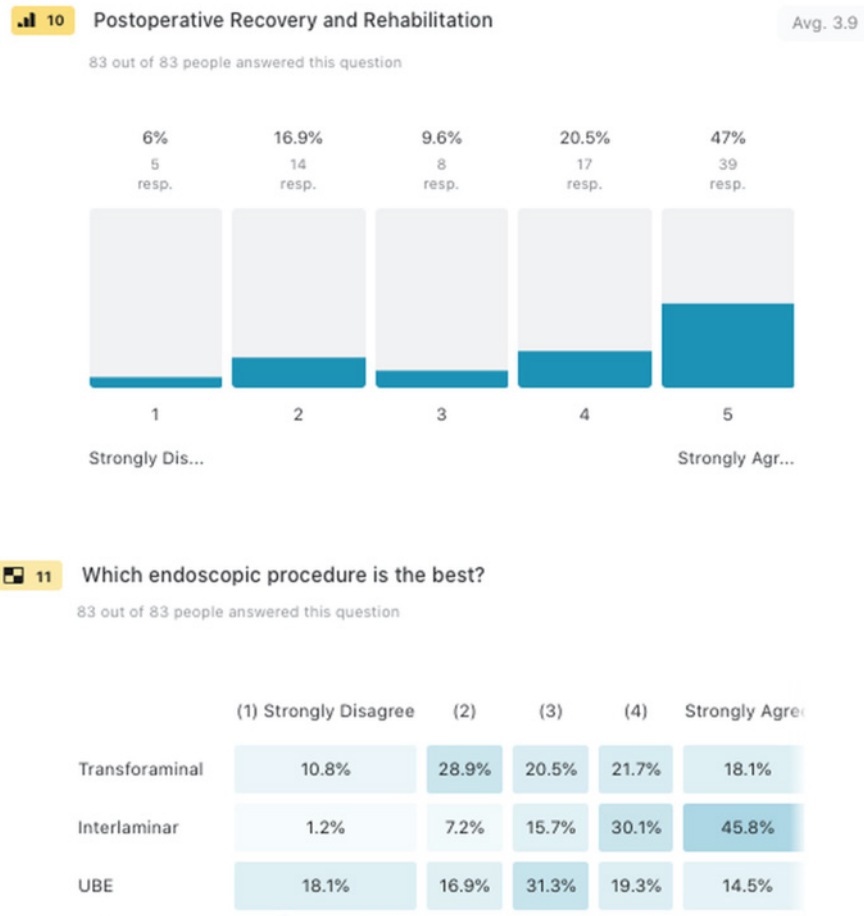 10 Postoperative Recovery and Rehabilitation Avg. 3.9
83 out of 83 people answered this question
6% 16.9% 9.6% 20.5% 47%
5 14 8 17 39
resp. resp. resp. resp. resp.
1 2 3 4 5
Strongly Dis... Strongly Agr...
11 Which endoscopic procedure is the best?
83 out of 83 people answered this question
(1) Strongly Disagree (2) (3) (4) Strongly Agree
Transforaminal 10.8% 28.9% 20.5% 21.7% 18.1%
Interlaminar 1.2% 7.2% 15.7% 30.1% 45.8%
UBE 18.1% 16.9% 31.3% 19.3% 14.5%